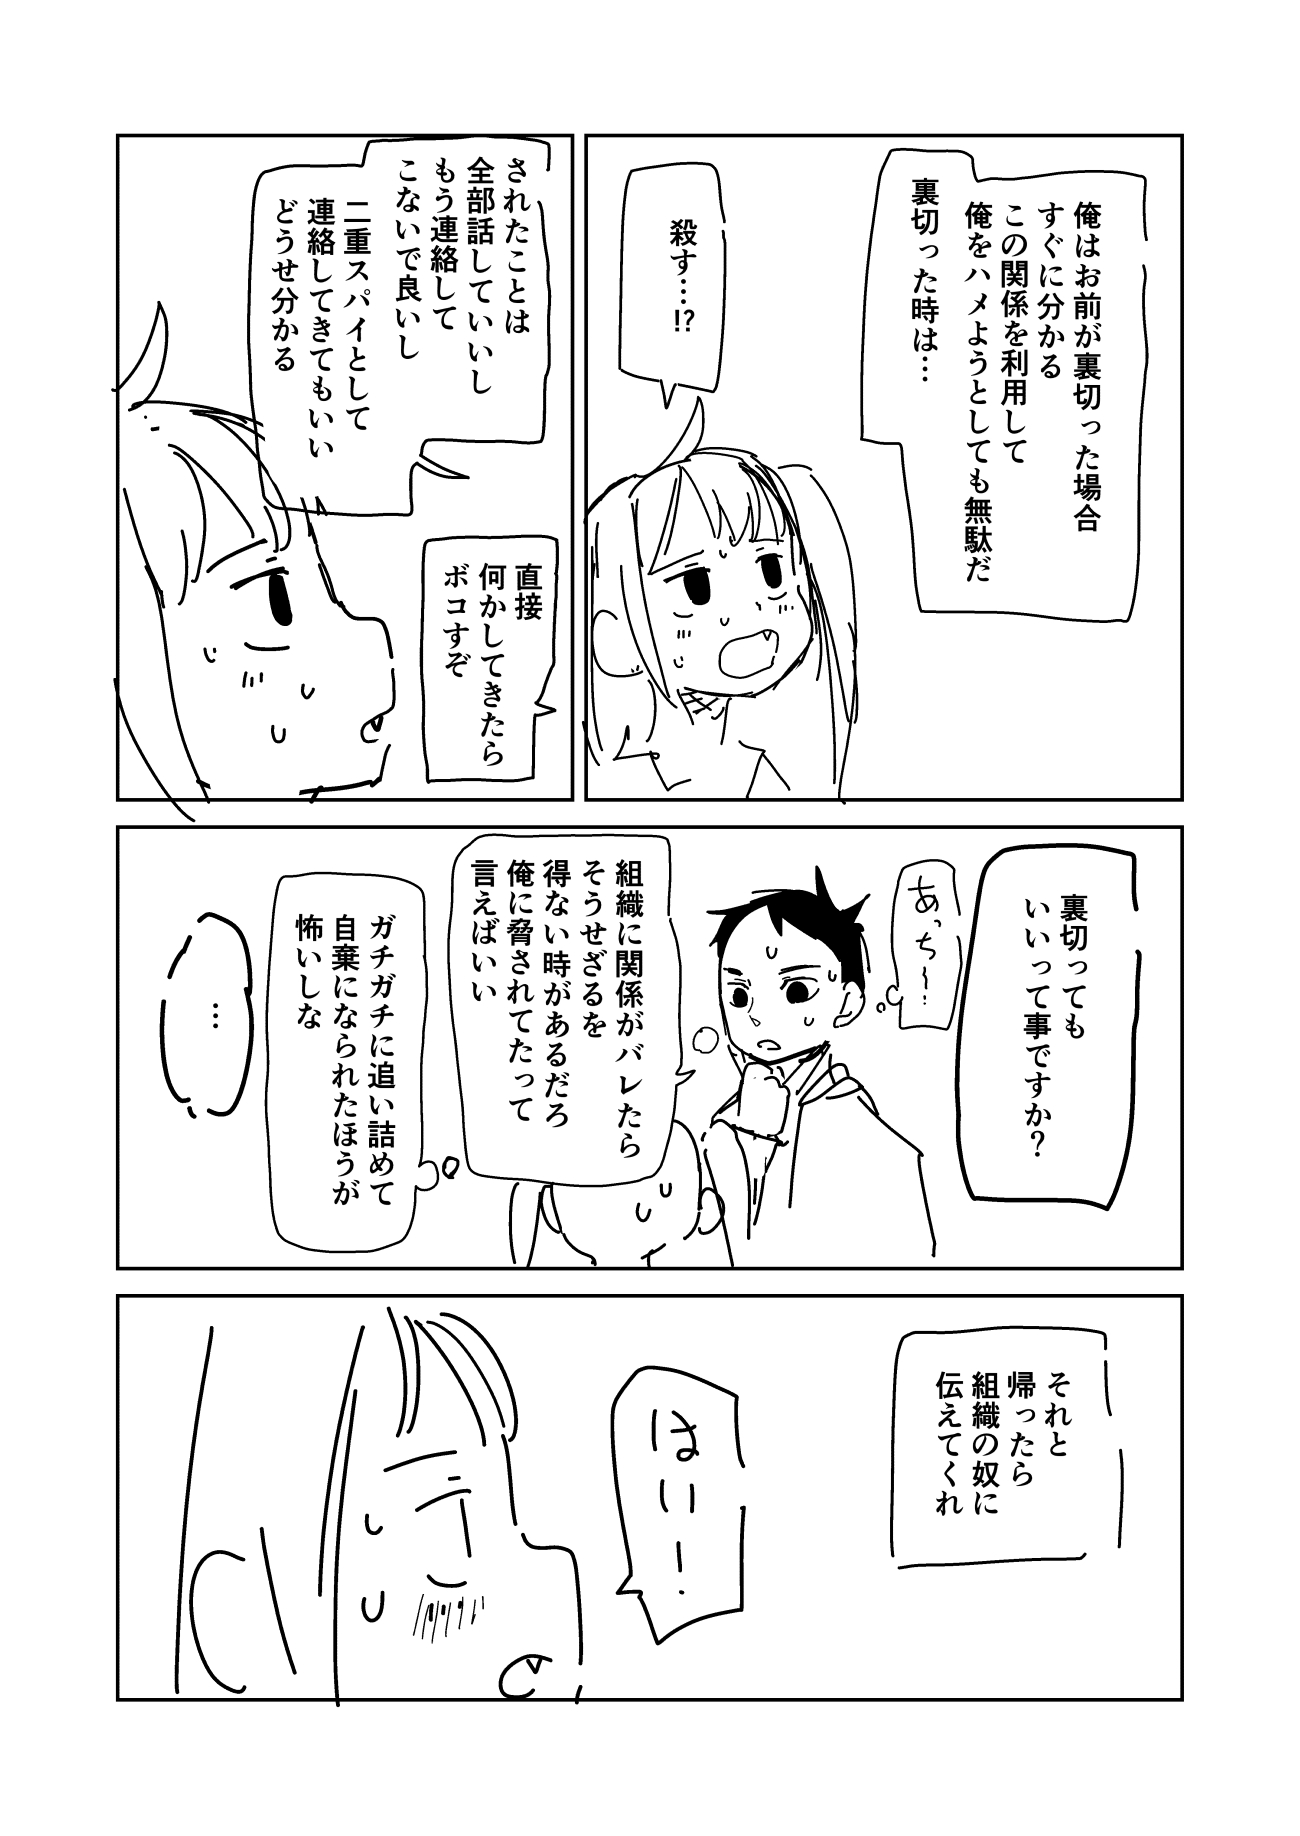 俺はお前が裏切った場合
すぐに分かる
この関係を利用して
俺をハメようとしても無駄だ
裏切った時は…
殺す…!?
されたことは
全部話していいし
もう連絡して
こないで良いし
二重スパイとして
連絡してきてもいい
どうせ分かる
直接
何かしてきたら
ボコすぞ
裏切っても
いいって事ですか?
あっち〜!
組織に関係がバレたら
そうせざるを
得ない時があるだろ
俺に脅されてたって
言えばいい
ガチガチに追い詰めて
自棄になられたほうが
怖いしな
…
それと
帰ったら
組織の奴に
伝えてくれ
はい!